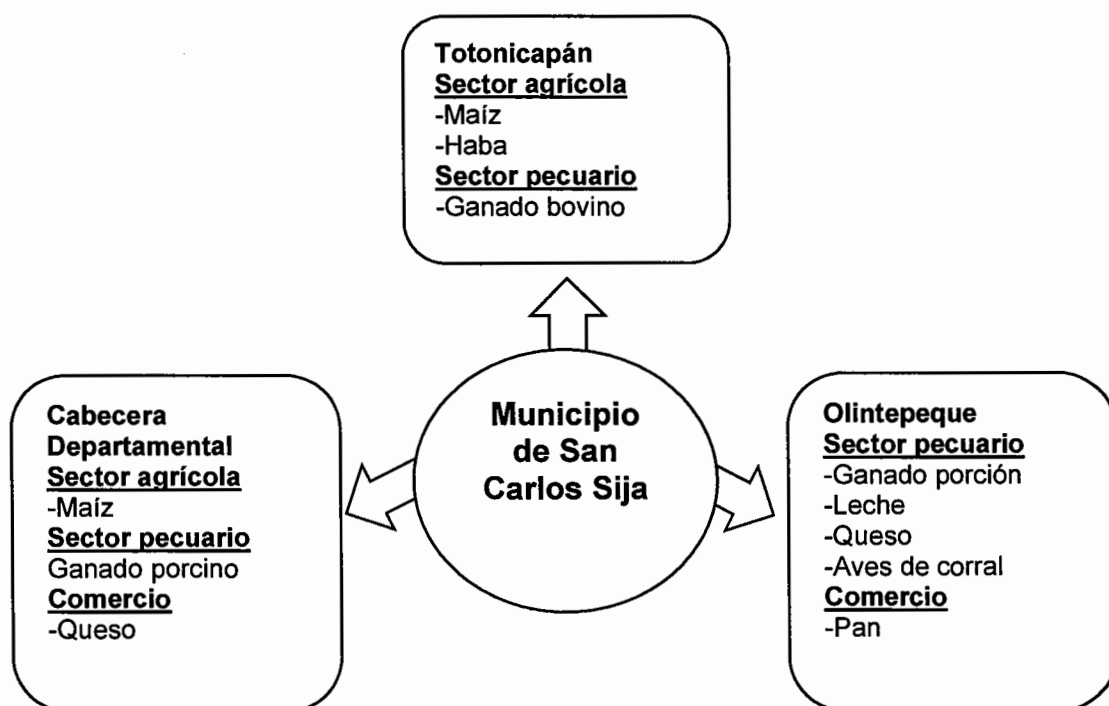 Totonicapán
Sector agrícola
-Maíz
-Haba
Sector pecuario
-Ganado bovino
Municipio
de San
Carlos Sija
Cabecera
Departamental
Sector agrícola
-Maíz
Sector pecuario
Ganado porcino
Comercio
-Queso
Olintepeque
Sector pecuario
-Ganado porción
-Leche
-Queso
-Aves de corral
Comercio
-Pan